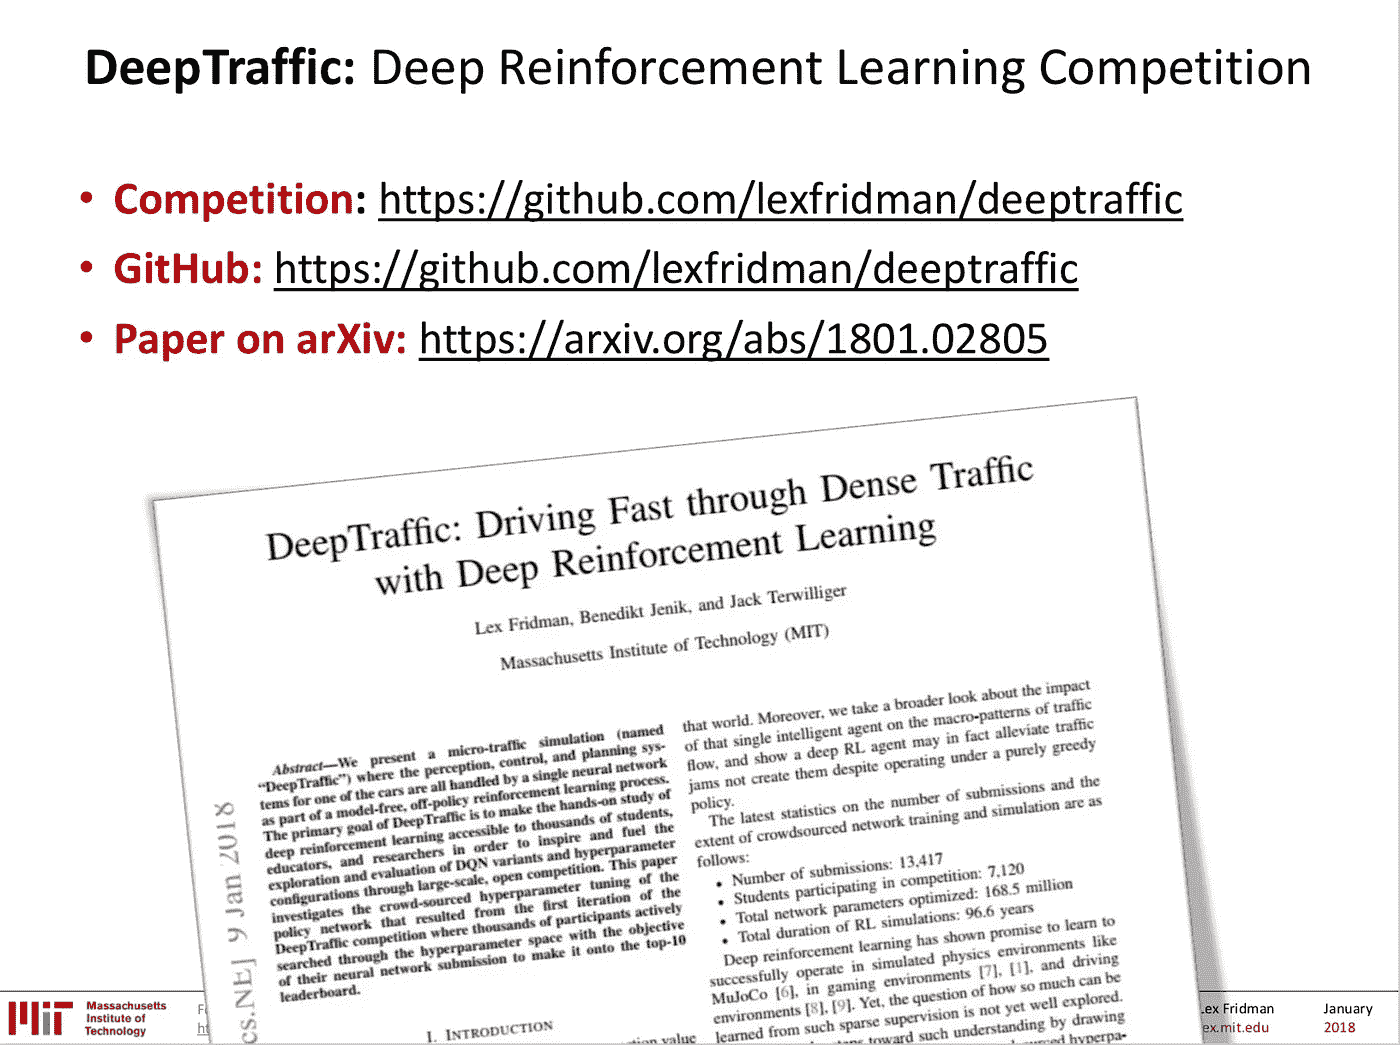 DeepTraffic: Deep Reinforcement Learning Competition
• Competition: https://github.com/lexfridman/deeptraffic
• GitHub: https://github.com/lexfridman/deeptraffic
• Paper on arXiv: https://arxiv.org/abs/1801.02805
DeepTraffic: Driving Fast through Dense Traffic
with Deep Reinforcement Learning
Lex Fridman, Benedikt Jenik, and Jack Terwilliger
Massachusetts Institute of Technology (MIT)
Abstract—We present a micro-traffic simulation (named
“DeepTraffic”) where the perception, control, and planning sys-
tems for one of the cars are all handled by a single neural network
as part of a model-free, off-policy reinforcement learning process.
The primary goal of DeepTraffic is to make the hands-on study of
deep reinforcement learning accessible to thousands of students,
educators, and researchers in order to inspire and fuel the
exploration and evaluation of DQN variants and hyperparameter
configurations through large-scale, open competition. This paper
investigates the crowd-sourced hyperparameter tuning of the
policy network that resulted from the first iteration of the
DeepTraffic competition where thousands of participants actively
searched through the hyperparameter space with the objective
of their neural network submission to make it onto the top-10
leaderboard.
I. INTRODUCTION
that world. Moreover, we take a broader look about the impact
of that single intelligent agent on the macro-patterns of traffic
flow, and show a deep RL agent may in fact alleviate traffic
jams not create them despite operating under a purely greedy
policy.
The latest statistics on the number of submissions and the
extent of crowdsourced network training and simulation are as
follows:
• Number of submissions: 13,417
• Students participating in competition: 7,120
• Total network parameters optimized: 168.5 million
• Total duration of RL simulations: 96.6 years
Deep reinforcement learning has shown promise to learn to
successfully operate in simulated physics environments like
MuJoCo [6], in gaming environments [7], [1], and driving
environments [8], [9]. Yet, the question of how so much can be
learned from such sparse supervision is not yet well explored.
toward such understanding by drawing
cs.NE] 9 Jan 2018
MIT
Massachusetts
Institute of
Technology
Lex Fridman
lex.mit.edu
January
2018